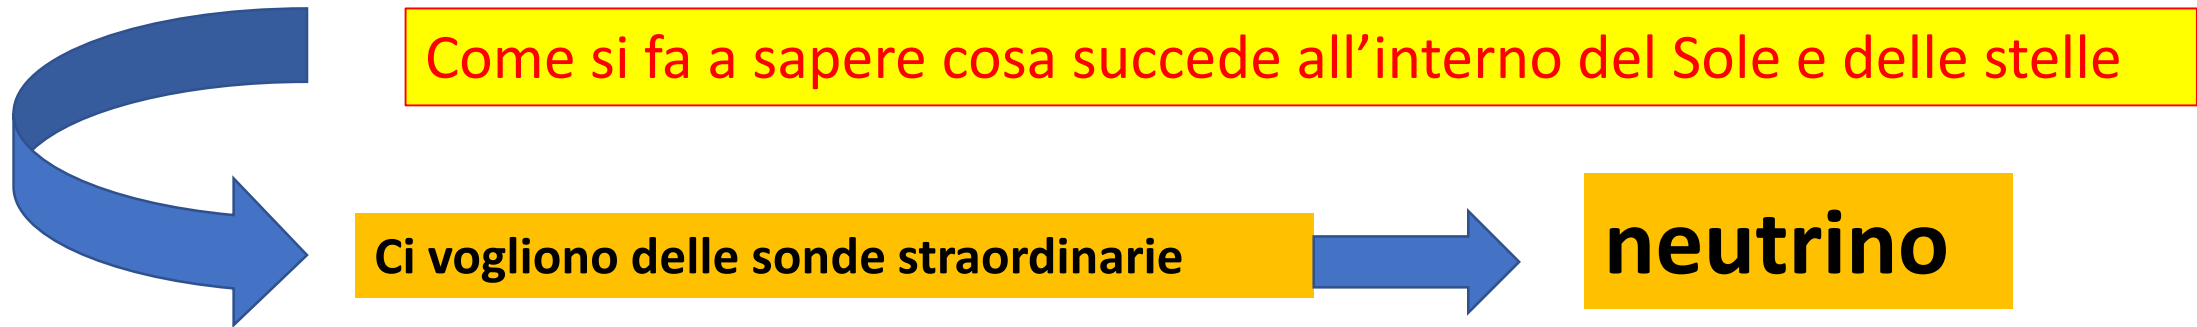 Come si fa a sapere cosa succede all’interno del Sole e delle stelle
Ci vogliono delle sonde straordinarie
neutrino